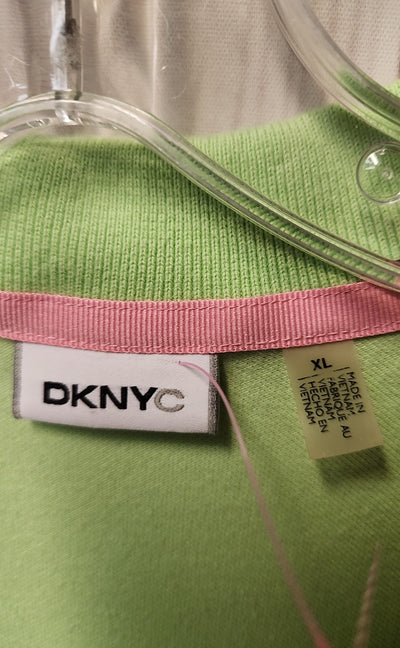 DKNYC
XL
MADE IN
VIETNAM
FABRIQUE AU
VIETNAM
HECHO EN
VIETNAM